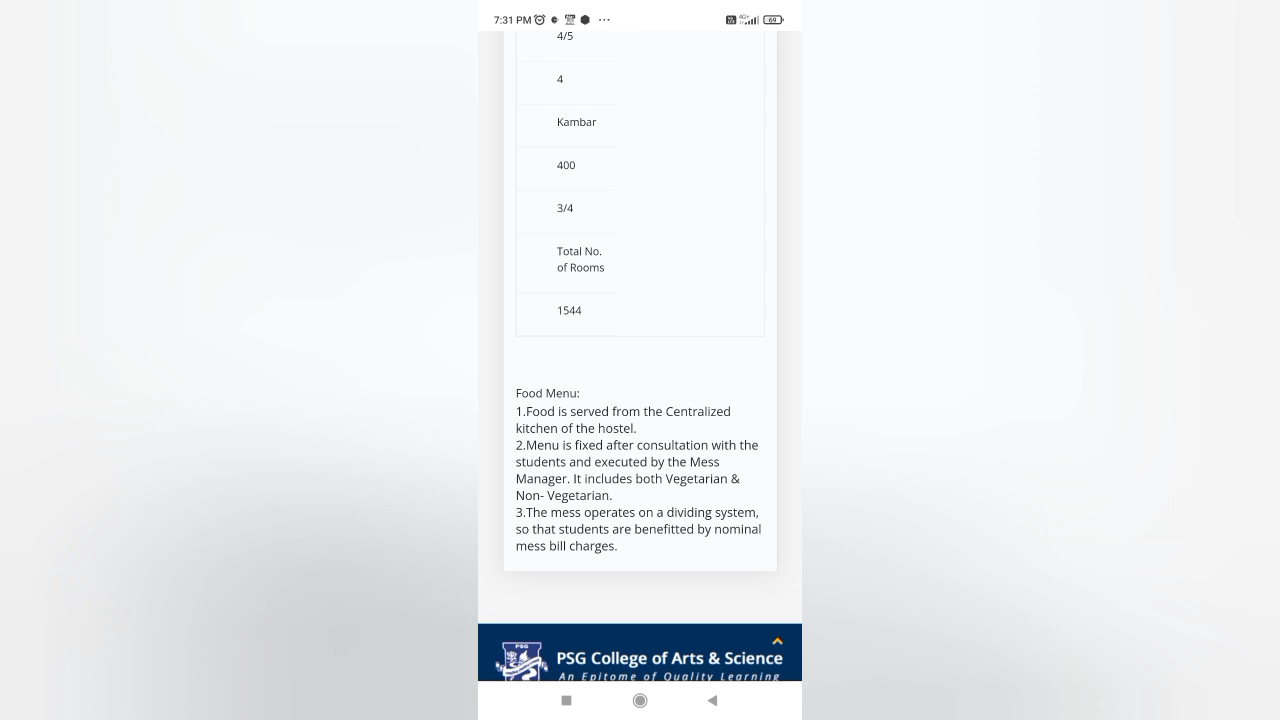 7:31 PM
69
4/5
4
Kambar
400
3/4
Total No.
of Rooms
1544
Food Menu:
1.Food is served from the Centralized
kitchen of the hostel.
2.Menu is fixed after consultation with the
students and executed by the Mess
Manager. It includes both Vegetarian &
Non- Vegetarian.
3.The mess operates on a dividing system,
so that students are benefitted by nominal
mess bill charges.
PSG
PSG College of Arts & Science
An Epitome of Quality Learning